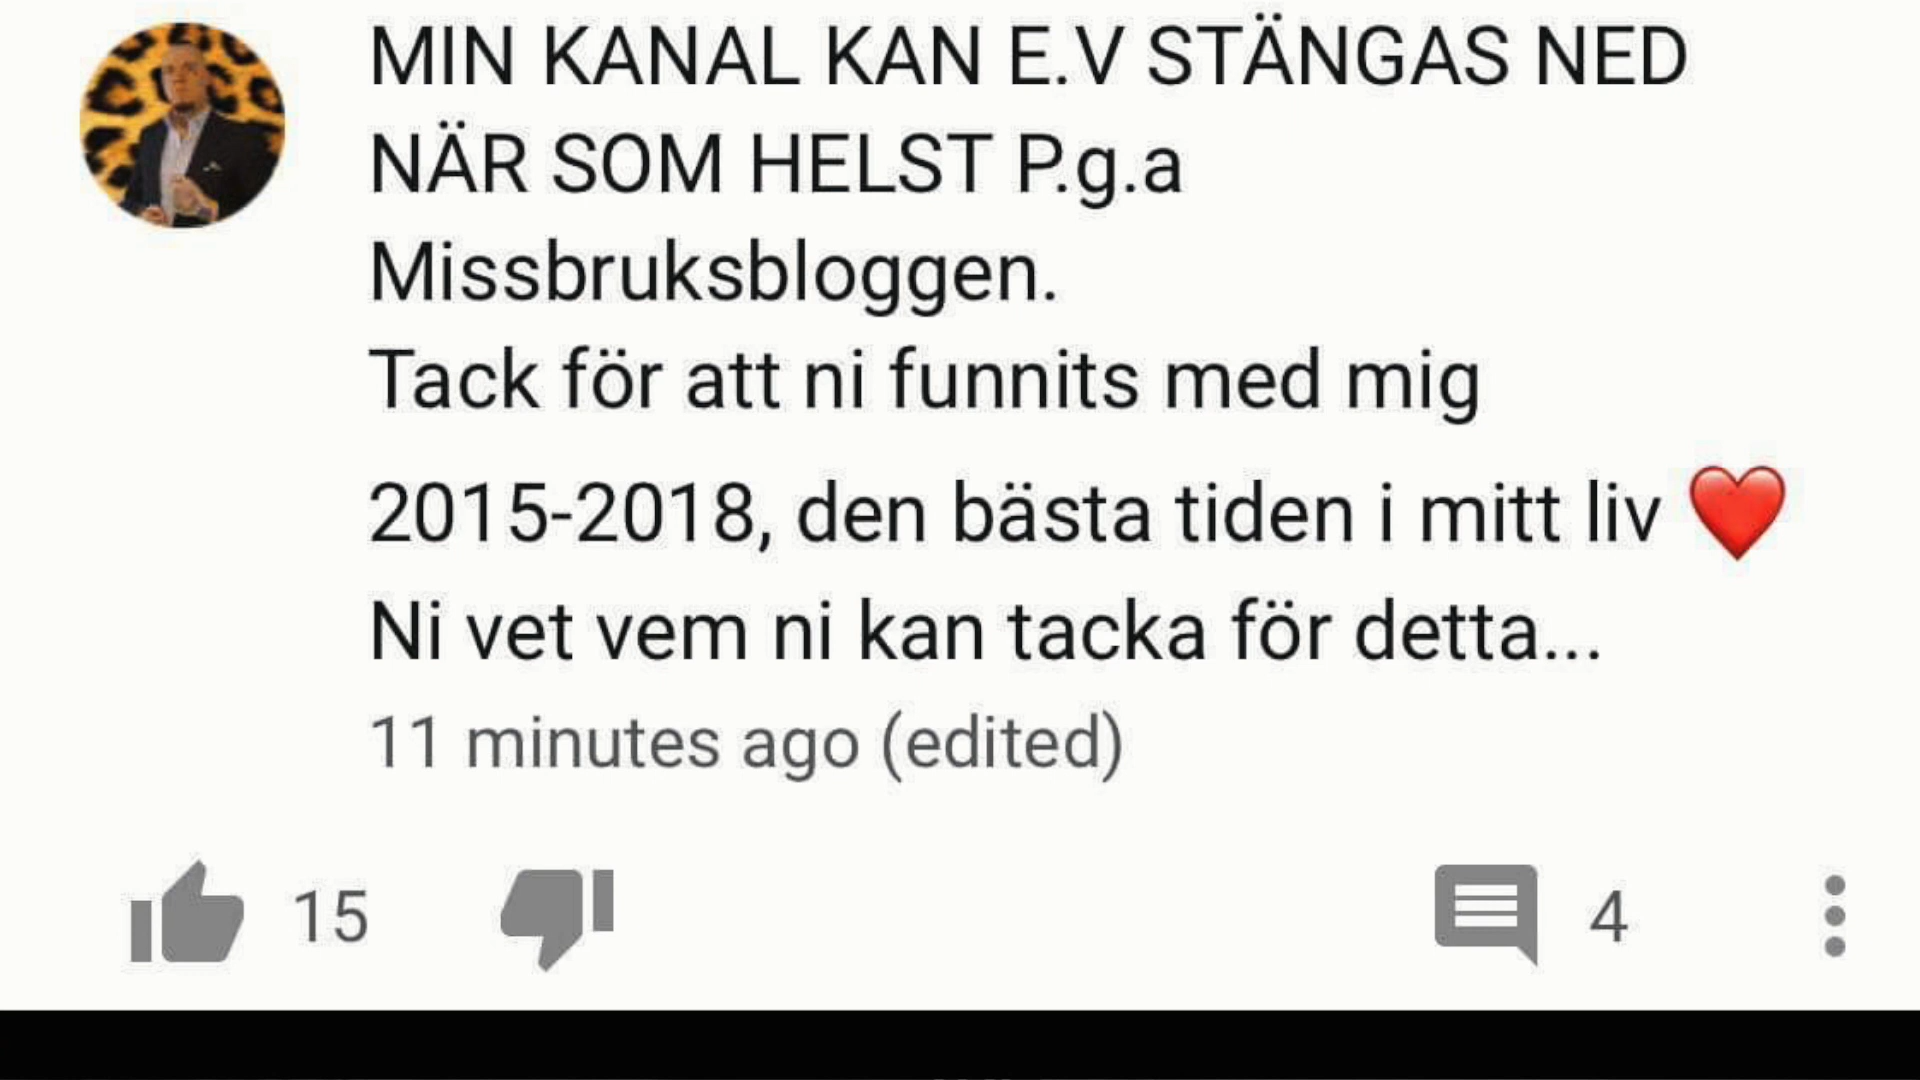 MIN KANAL KAN E.V STÄNGAS NED
NÄR SOM HELST P.g.a
Missbruksbloggen.
Tack för att ni funnits med mig
2015-2018, den bästa tiden i mitt liv ❤️
Ni vet vem ni kan tacka för detta...
11 minutes ago (edited)
15
4